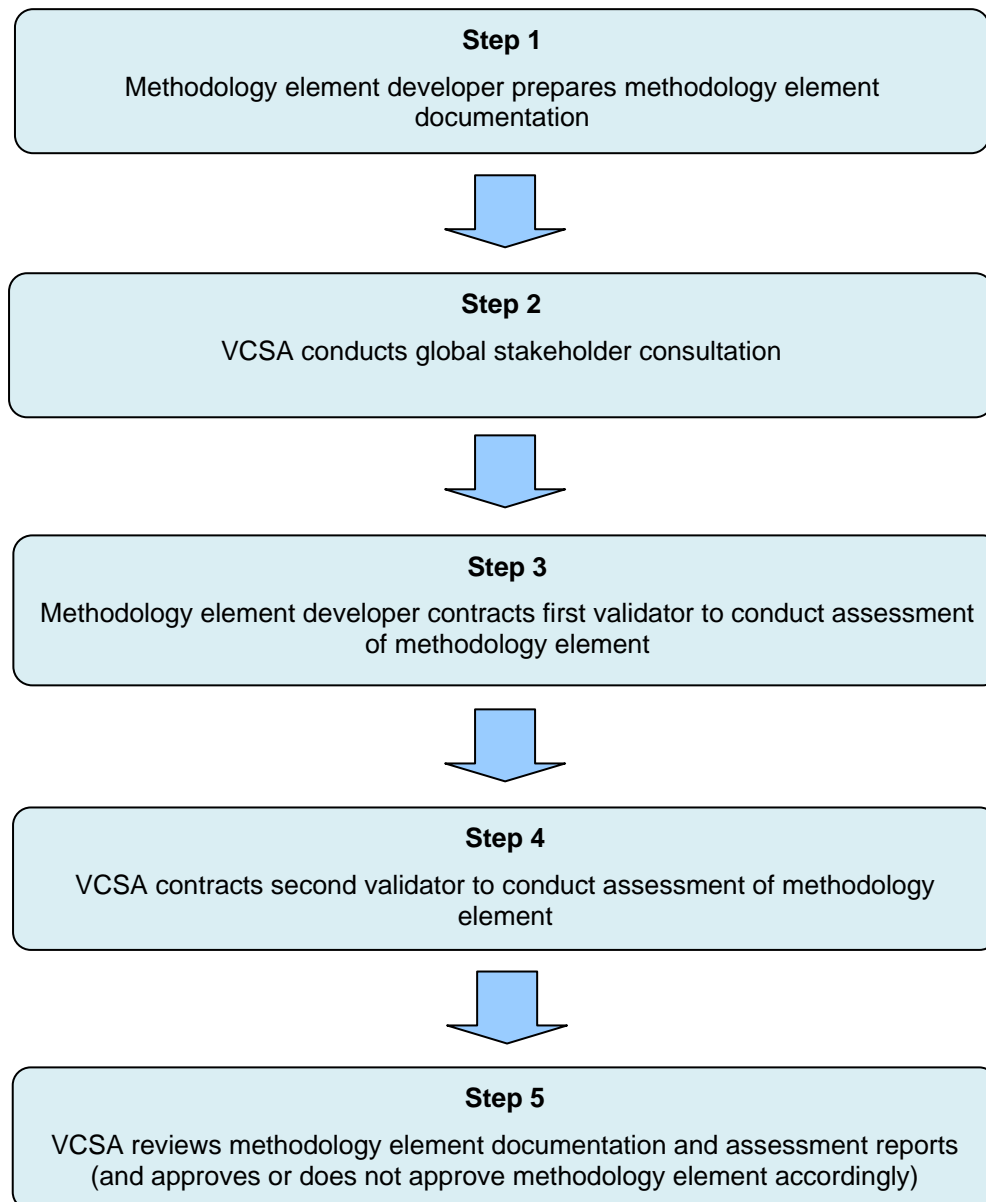 Step 1
Methodology element developer prepares methodology element
documentation
Step 2
VCSA conducts global stakeholder consultation
Step 3
Methodology element developer contracts first validator to conduct assessment
of methodology element
Step 4
VCSA contracts second validator to conduct assessment of methodology
element
Step 5
VCSA reviews methodology element documentation and assessment reports
(and approves or does not approve methodology element accordingly)